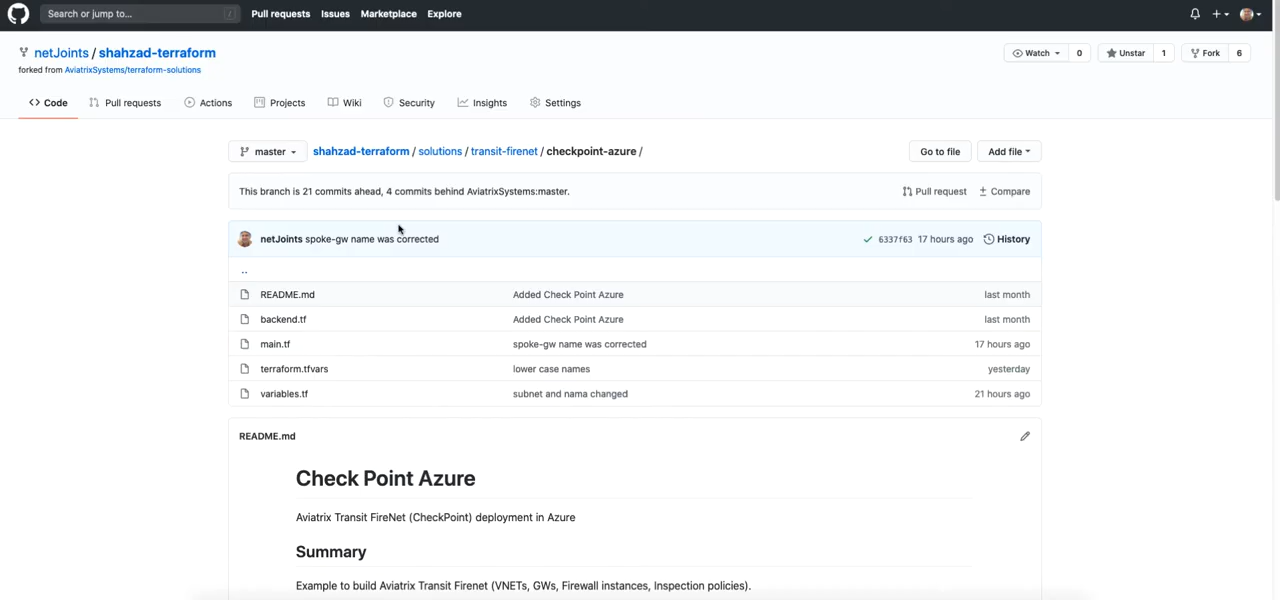 Search or jump to... / Pull requests Issues Marketplace Explore
netJoints / shahzad-terraform Watch 0 Unstar 1 Fork 6
forked from AviatrixSystems/terraform-solutions
Code Pull requests Actions Projects Wiki Security Insights Settings
master shahzad-terraform / solutions / transit-firenet / checkpoint-azure / Go to file Add file
This branch is 21 commits ahead, 4 commits behind AviatrixSystems:master. Pull request Compare
netJoints spoke-gw name was corrected 6337f63 17 hours ago History
..
README.md Added Check Point Azure last month
backend.tf Added Check Point Azure last month
main.tf spoke-gw name was corrected 17 hours ago
terraform.tfvars lower case names yesterday
variables.tf subnet and nama changed 21 hours ago
README.md
Check Point Azure
Aviatrix Transit FireNet (CheckPoint) deployment in Azure
Summary
Example to build Aviatrix Transit Firenet (VNETs, GWs, Firewall instances, Inspection policies).